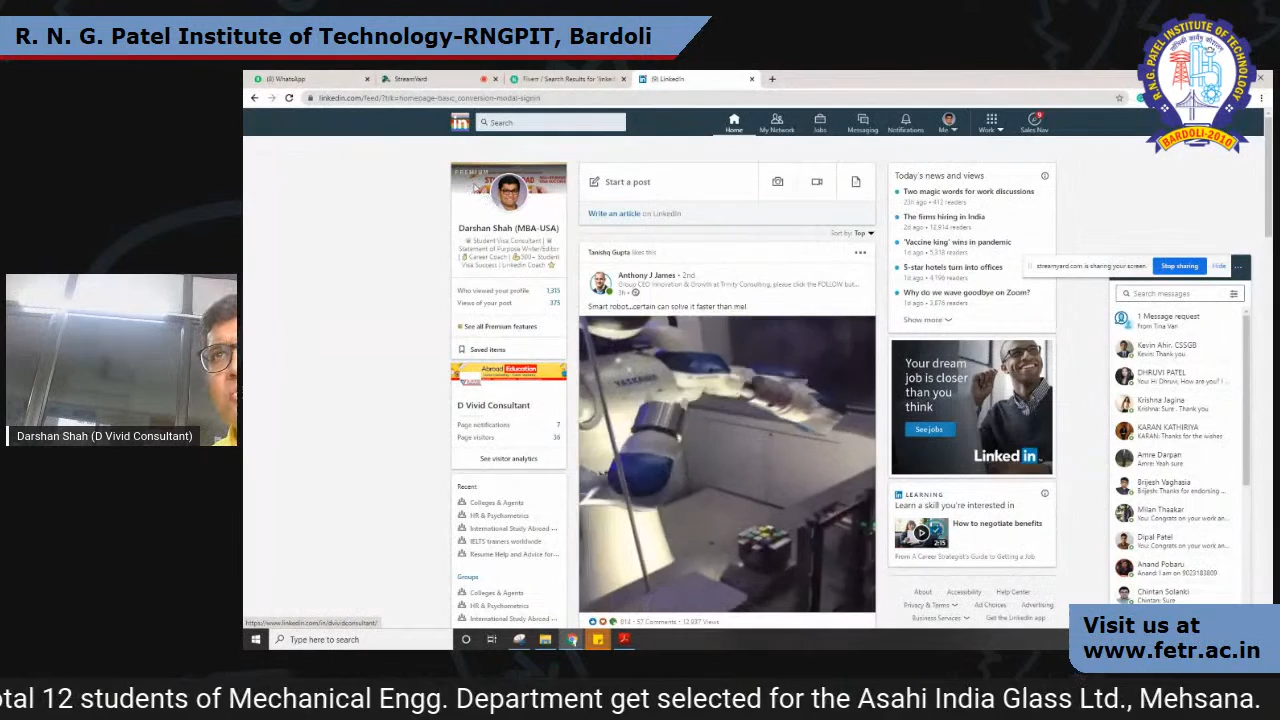 R. N. G. Patel Institute of Technology-RNGPIT, Bardoli
R.N.G. PATEL INSTITUTE OF TECHNOLOGY
BARDOLI-2010
(8) WhatsApp
StreamYard
Fiverr / Search Results for 'linke
(9) LinkedIn
linkedin.com/feed/?trk=homepage-basic_conversion-modal-signin
Search
Home
My Network
Jobs
Messaging
Notifications
Me
Work
Sales Nav
PREMIUM
Darshan Shah (MBA-USA)
Student Visa Consultant |
Statement of Purpose Writer/Editor
Career Coach | 500+ Student
Visa Success | LinkedIn Coach
Who viewed your profile 1,315
Views of your post 375
See all Premium features
Saved items
Abroad Education
D Vivid Consultant
Page notifications 7
Page visitors 36
See visitor analytics
Recent
Colleges & Agents
HR & Psychometrics
International Study Abroad ...
IELTS trainers worldwide
Resume Help and Advice for...
Groups
Colleges & Agents
HR & Psychometrics
International Study Abroad ...
Start a post
Write an article on LinkedIn
Sort by: Top
Tanishq Gupta likes this
Anthony J James • 2nd
Group CEO Innovation & Growth at Trinity Consulting, please click the FOLLOW but...
3h •
Smart robot...certain can solve it faster than me!
YASKAWA
814 · 57 Comments · 12,937 Views
Today's news and views
Two magic words for work discussions
23h ago • 412 readers
The firms hiring in India
2d ago • 12,914 readers
'Vaccine king' wins in pandemic
1d ago • 5,318 readers
5-star hotels turn into offices
1d ago • 4,196 readers
Why do we wave goodbye on Zoom?
1d ago • 3,876 readers
Show more
Your dream
job is closer
than you
think
See jobs
Linked in
LEARNING
Learn a skill you're interested in
How to negotiate benefits
2:15
From A Career Strategist's Guide to Getting a Job
About Accessibility Help Center
Privacy & Terms Ad Choices Advertising
Business Services Get the LinkedIn app
streamyard.com is sharing your screen.
Stop sharing
Hide
Search messages
1 Message request
From Tina Van
Kevin Ahir, CSSGB
Kevin: Thank you
DHRUVI PATEL
You: Hi Dhruvi, How are you? I ...
Krishna Jagina
Krishna: Sure . Thank you
KARAN KATHIRIYA
KARAN: Thanks for the wishes
Amre Darpan
Amre: Yeah sure
Brijesh Vaghasia
Brijesh: Thanks for endorsing ...
Milan Thaakar
You: Congrats on your work an...
Dipal Patel
You: Congrats on your work an...
Anand Pobaru
Anand: I am on 9023183809
Chintan Solanki
Chintan: Sure
https://www.linkedin.com/in/dvividconsultant/
Type here to search
Darshan Shah (D Vivid Consultant)
Visit us at
www.fetr.ac.in
otal 12 students of Mechanical Engg. Department get selected for the Asahi India Glass Ltd., Mehsana.